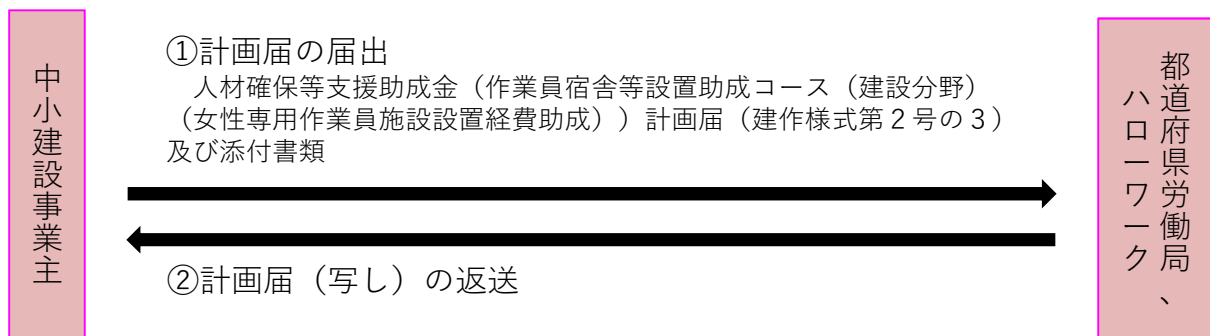 中小建設事業主
①計画届の届出
人材確保等支援助成金（作業員宿舎等設置助成コース（建設分野）
（女性専用作業員施設設置経費助成））計画届（建作様式第２号の３）
及び添付書類
②計画届（写し）の返送
都道府県労働局、
ハローワーク